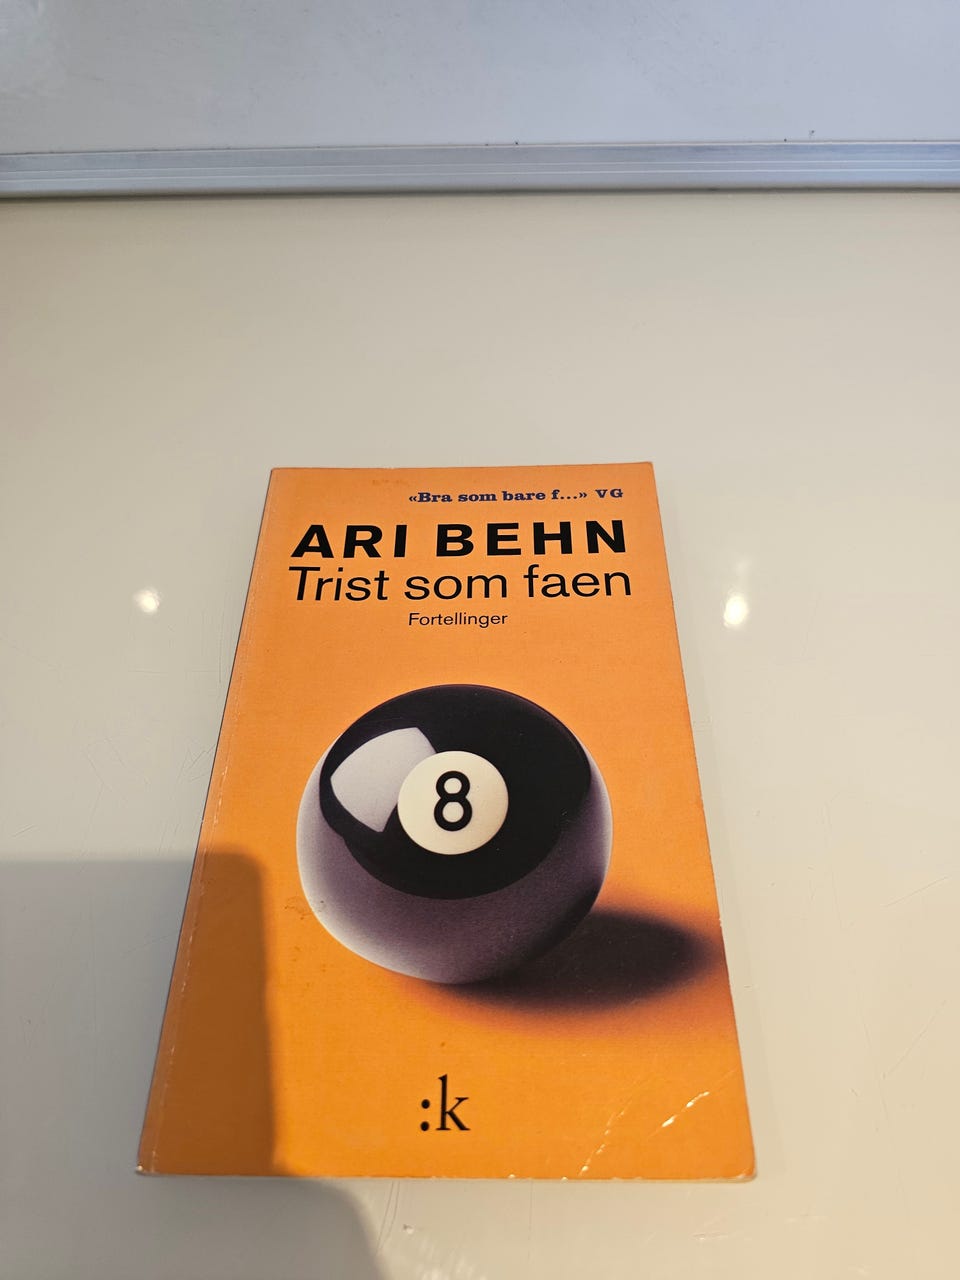 «Bra som bare f...» VG
ARI BEHN
Trist som faen
Fortellinger
8
:k